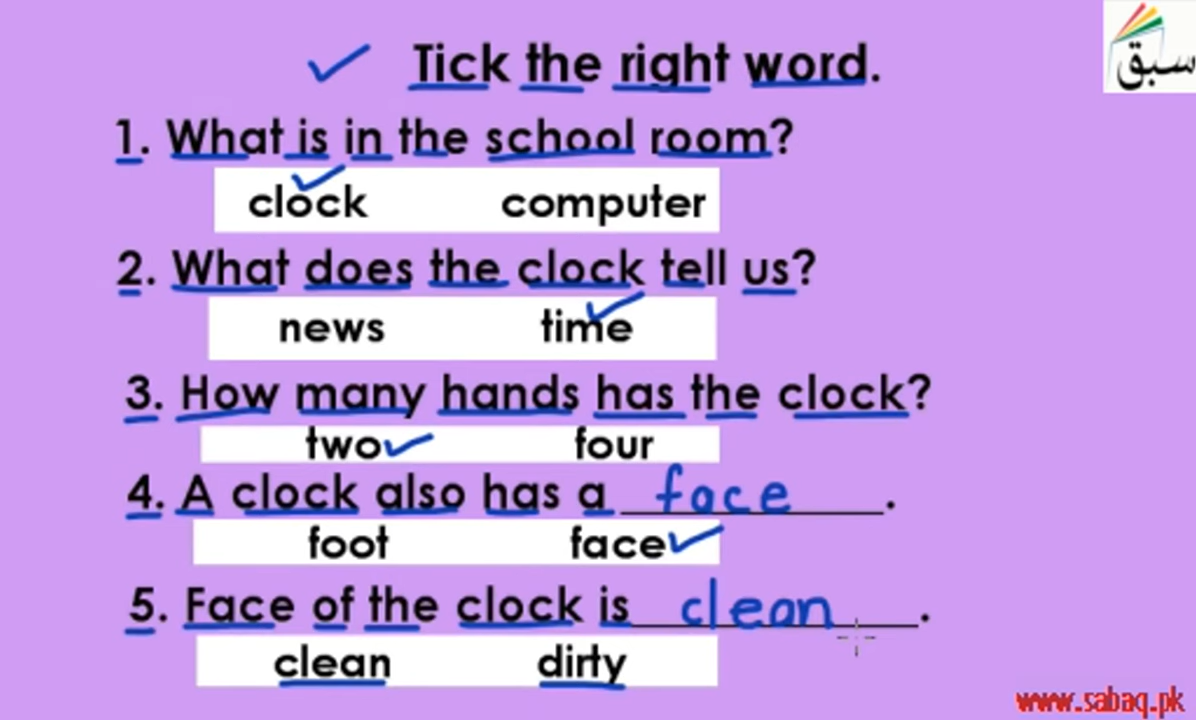 ✓ Tick the right word.
سبق
1. What is in the school room?
clock✓ computer
2. What does the clock tell us?
news time✓
3. How many hands has the clock?
two✓ four
4. A clock also has a face.
foot face✓
5. Face of the clock is clean.
clean dirty
www.sabaq.pk